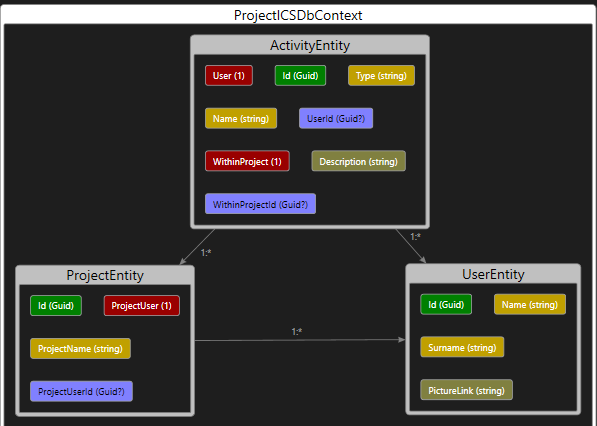 ProjectICSDbContext
ActivityEntity
User (1) Id (Guid) Type (string)
Name (string) UserId (Guid?)
WithinProject (1) Description (string)
WithinProjectId (Guid?)
1:* 1:*
ProjectEntity
Id (Guid) ProjectUser (1)
ProjectName (string)
ProjectUserId (Guid?)
1:*
UserEntity
Id (Guid) Name (string)
Surname (string)
PictureLink (string)